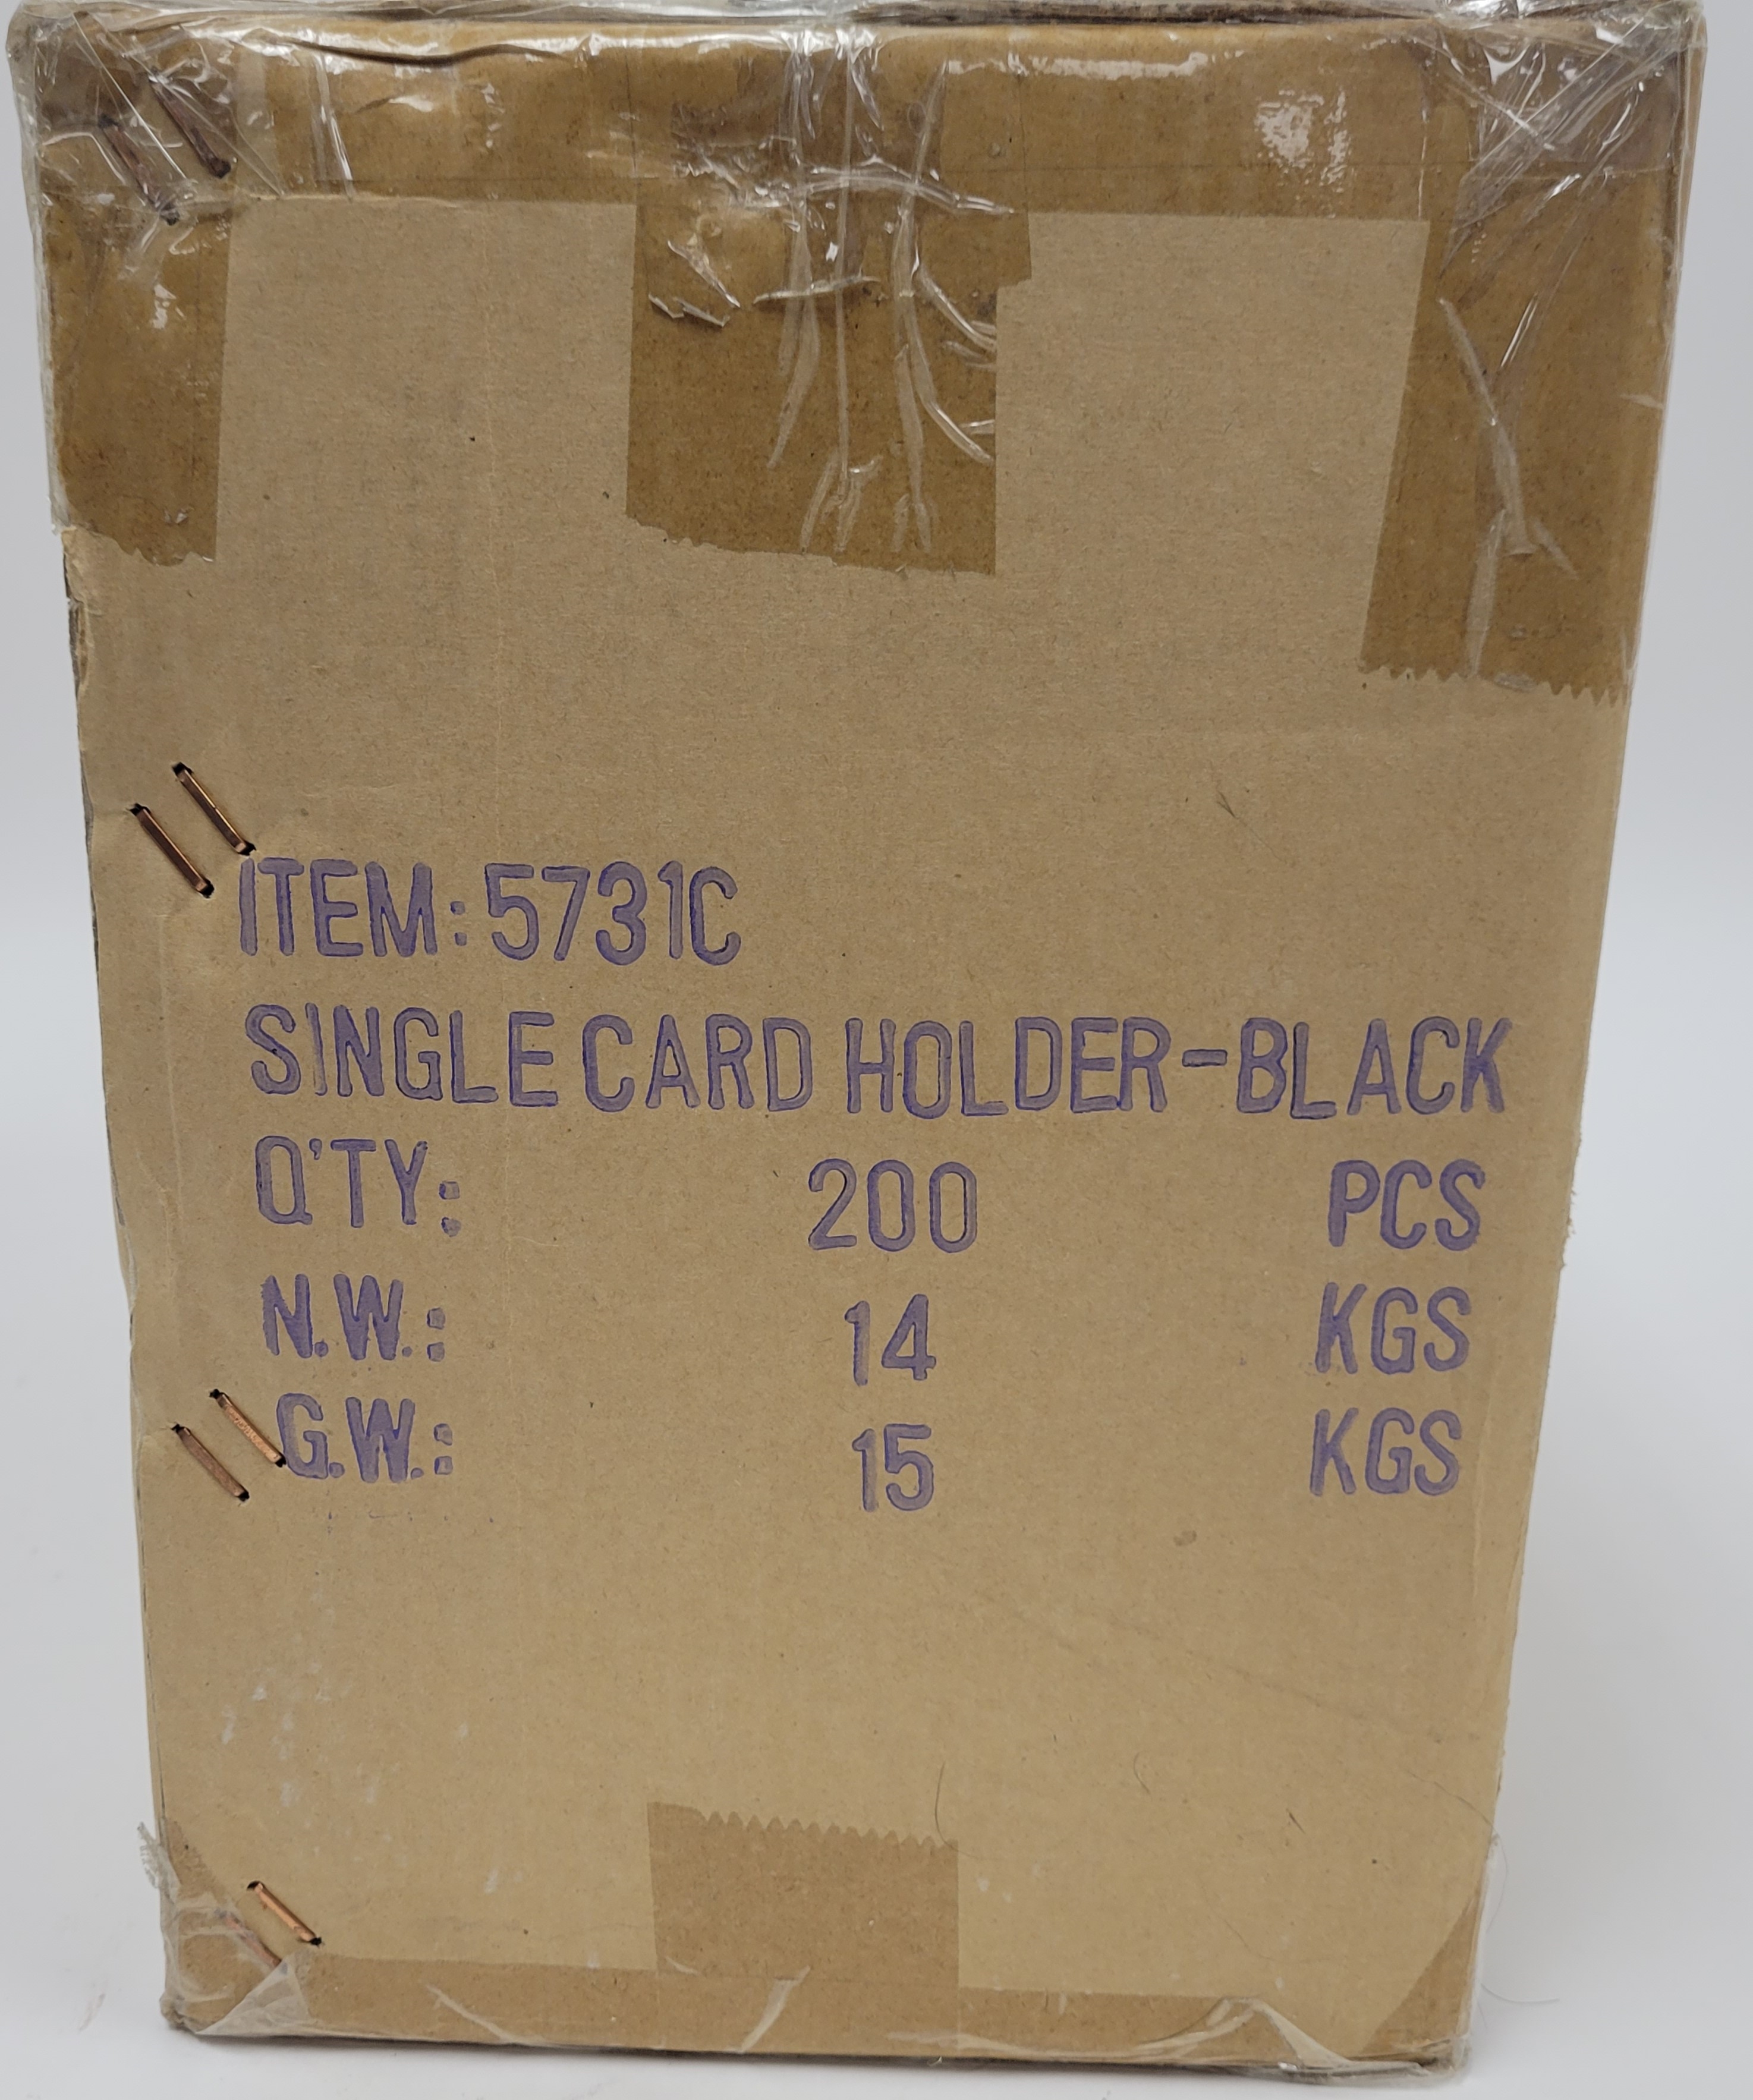 ITEM: 5731C
SINGLE CARD HOLDER-BLACK
Q'TY: 200 PCS
N.W.: 14 KGS
G.W.: 15 KGS